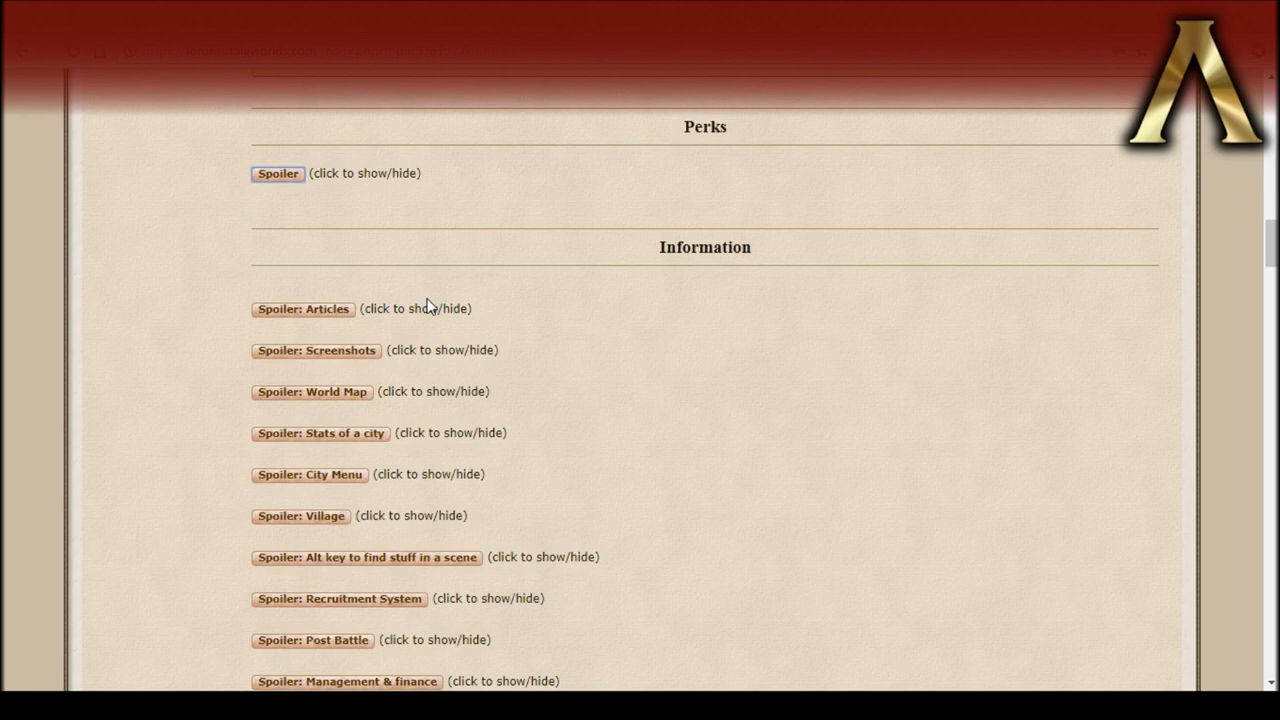 Perks
Spoiler (click to show/hide)
Information
Spoiler: Articles (click to show/hide)
Spoiler: Screenshots (click to show/hide)
Spoiler: World Map (click to show/hide)
Spoiler: Stats of a city (click to show/hide)
Spoiler: City Menu (click to show/hide)
Spoiler: Village (click to show/hide)
Spoiler: Alt key to find stuff in a scene (click to show/hide)
Spoiler: Recruitment System (click to show/hide)
Spoiler: Post Battle (click to show/hide)
Spoiler: Management & finance (click to show/hide)